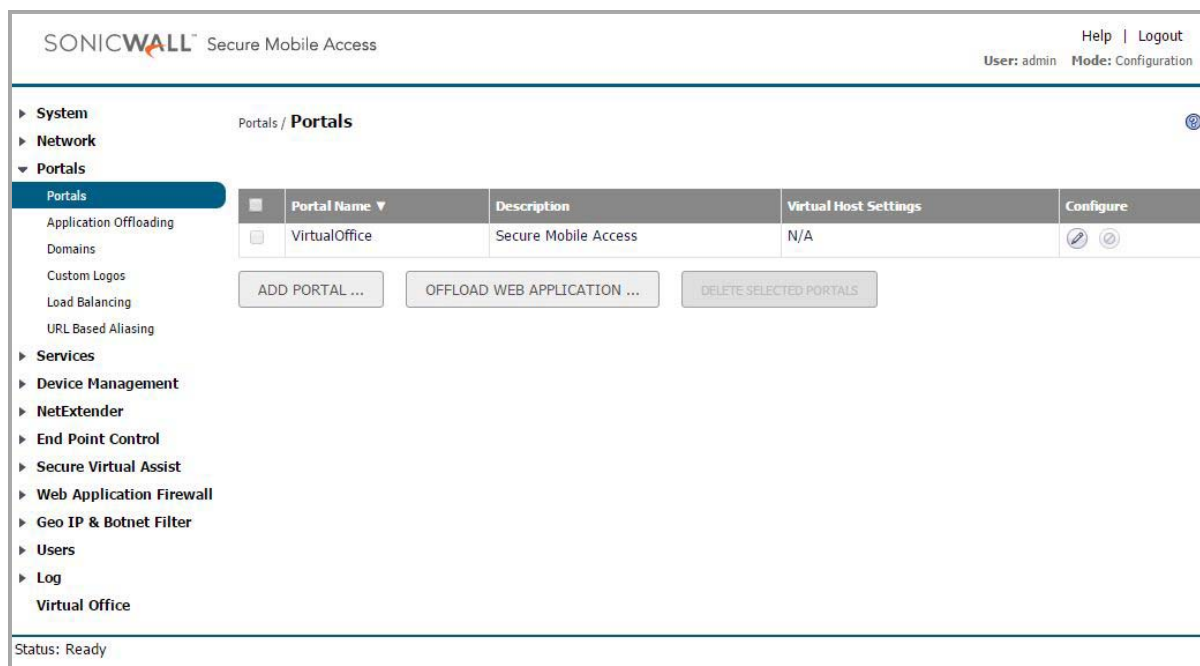 SONICWALL™ Secure Mobile Access
Help | Logout
User: admin Mode: Configuration
System
Network
Portals
Portals
Application Offloading
Domains
Custom Logos
Load Balancing
URL Based Aliasing
Services
Device Management
NetExtender
End Point Control
Secure Virtual Assist
Web Application Firewall
Geo IP & Botnet Filter
Users
Log
Virtual Office
Portals / Portals
Portal Name ▼ Description Virtual Host Settings Configure
VirtualOffice Secure Mobile Access N/A
ADD PORTAL ... OFFLOAD WEB APPLICATION ... DELETE SELECTED PORTALS
Status: Ready